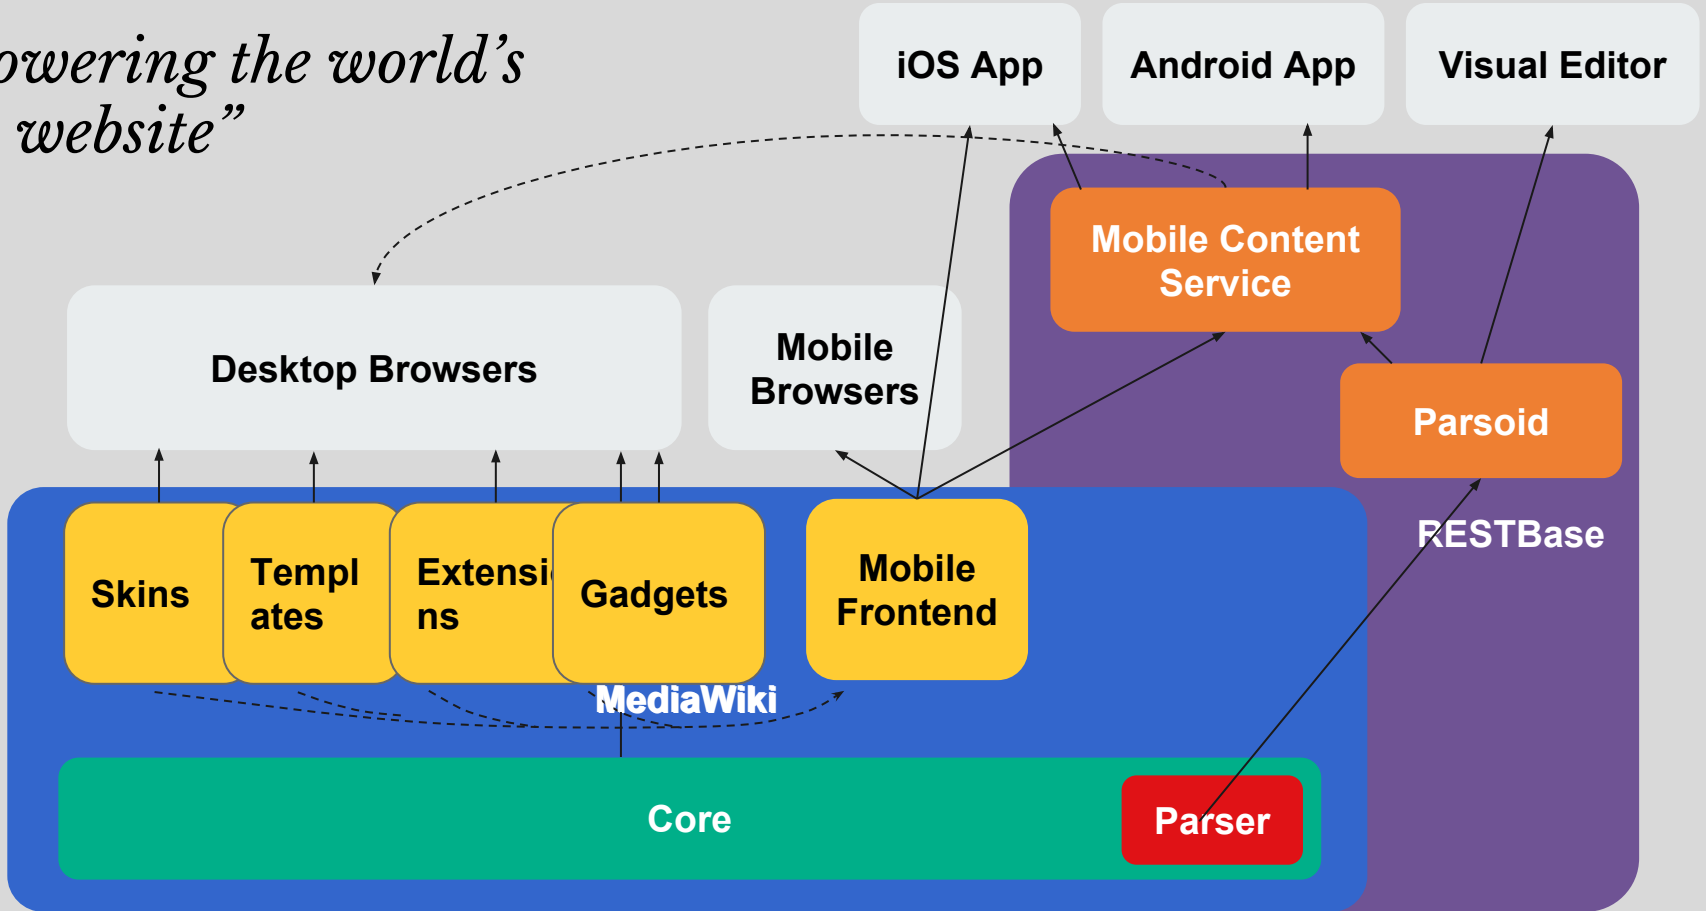 owering the world’s
website”
iOS App
Android App
Visual Editor
Mobile Content
Service
Desktop Browsers
Mobile
Browsers
Parsoid
RESTBase
Skins
Templ
ates
Extensi
ns
Gadgets
Mobile
Frontend
MediaWiki
Core
Parser